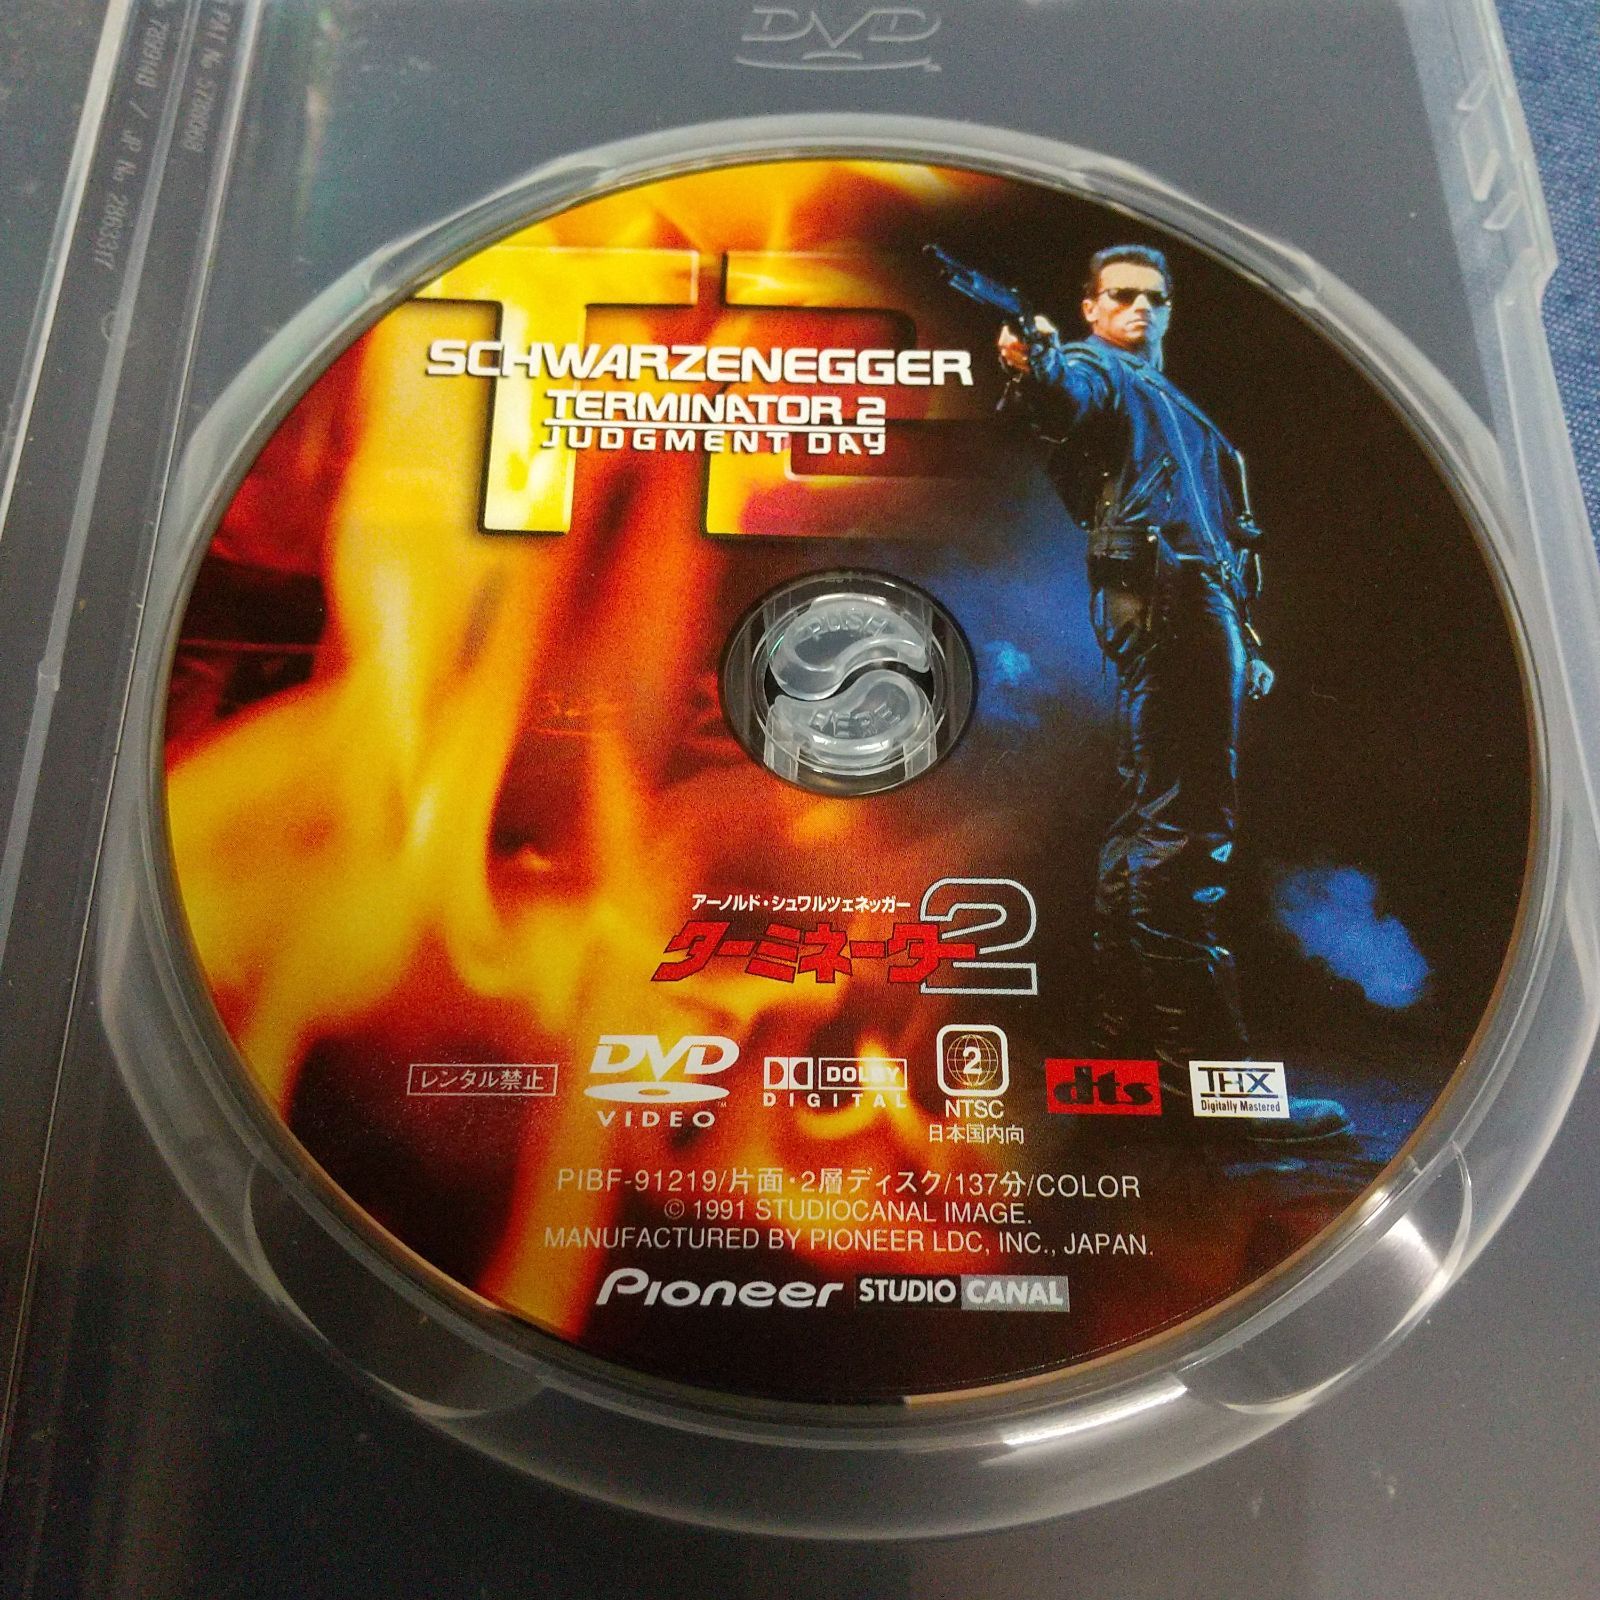 DVD
T2
SCHWARZENEGGER
TERMINATOR 2
JUDGMENT DAY
PUSH
HERE
アーノルド・シュワルツェネッガー
ターミネーター2
レンタル禁止
DVD
VIDEO
TM
DOLBY
DIGITAL
2
NTSC
日本国内向
dts
THX
Digitally Mastered
PIBF-91219/片面・2層ディスク/137分/COLOR
© 1991 STUDIOCANAL IMAGE.
MANUFACTURED BY PIONEER LDC, INC., JAPAN.
Pioneer STUDIO CANAL